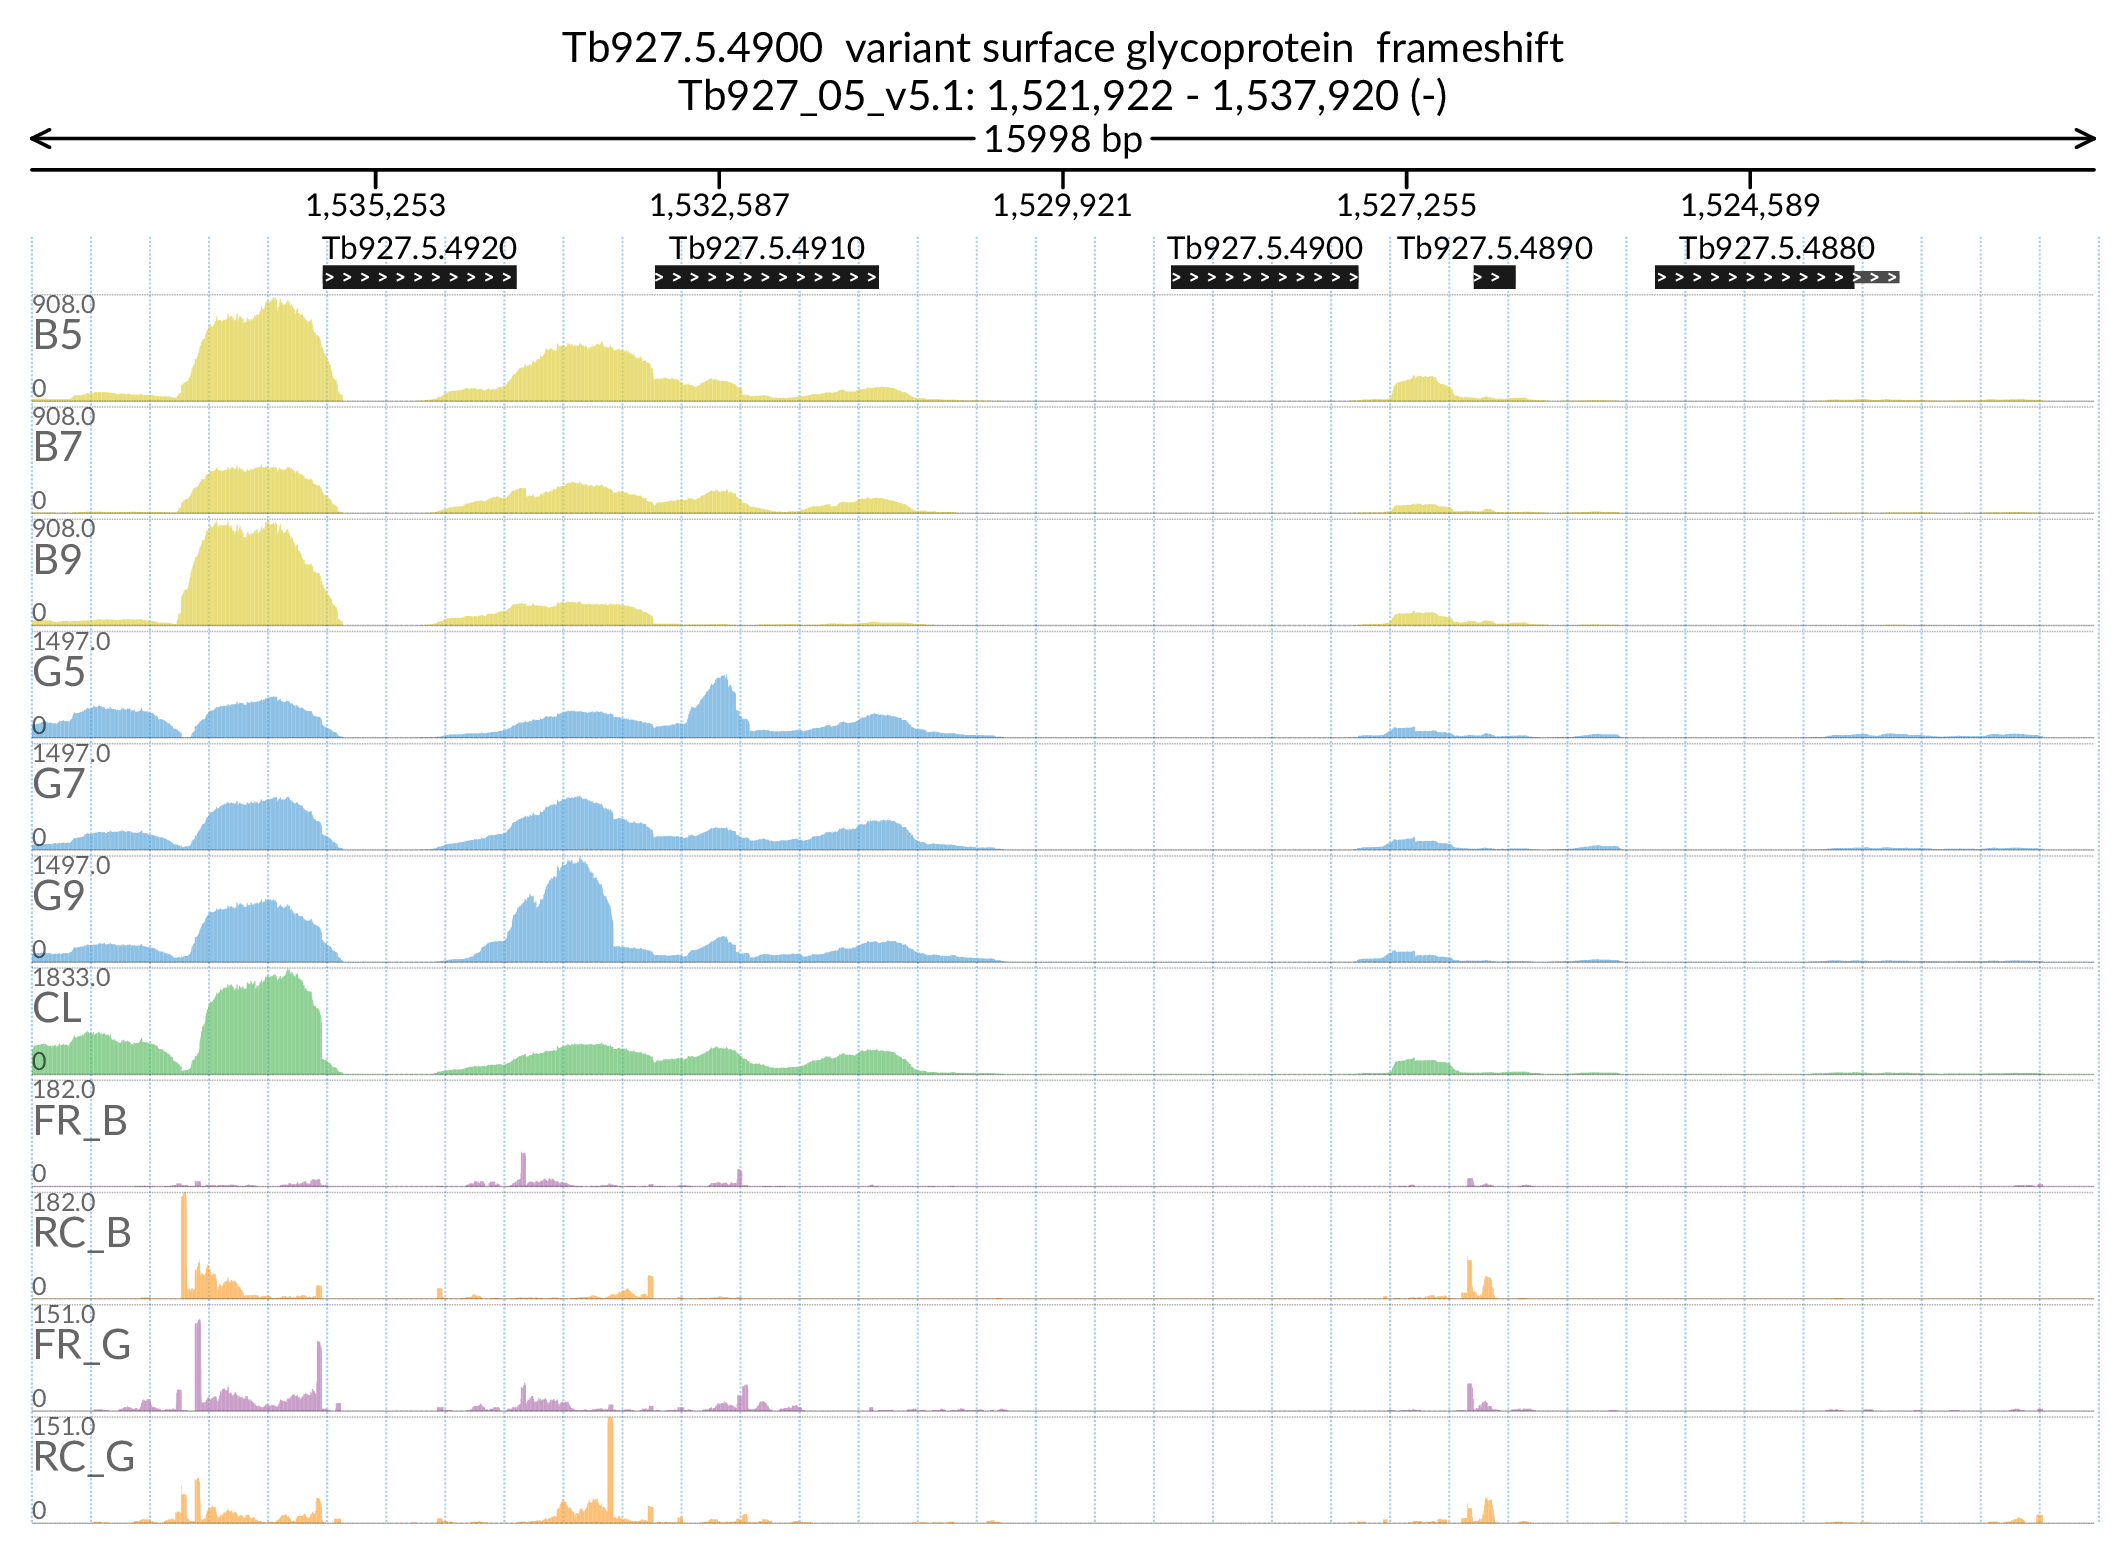 Tb927.5.4900 variant surface glycoprotein frameshift
Tb927_05_v5.1: 1,521,922 - 1,537,920 (-)
15998 bp
1,535,253 1,532,587 1,529,921 1,527,255 1,524,589
Tb927.5.4920 Tb927.5.4910 Tb927.5.4900 Tb927.5.4890 Tb927.5.4880
908.0
B5
0
908.0
B7
0
908.0
B9
0
1497.0
G5
0
1497.0
G7
0
1497.0
G9
0
1833.0
CL
0
182.0
FR_B
0
182.0
RC_B
0
151.0
FR_G
0
151.0
RC_G
0